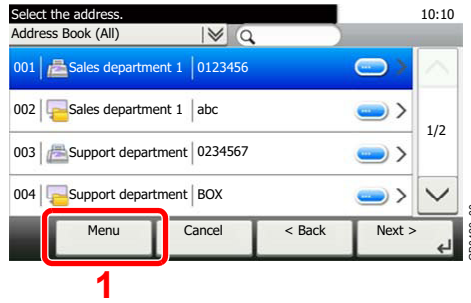 Select the address. 10:10
Address Book (All)
001 Sales department 1 0123456
002 Sales department 1 abc
1/2
003 Support department 0234567
004 Support department BOX
Menu Cancel < Back Next >
1